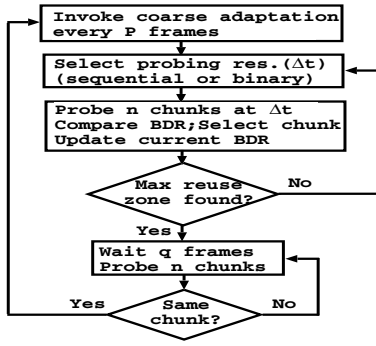 Invoke coarse adaptation
every P frames
Select probing res.(Δt)
(sequential or binary)
Probe n chunks at Δt
Compare BDR;Select chunk
Update current BDR
Max reuse
zone found?
No
Yes
Wait q frames
Probe n chunks
Same
chunk?
Yes
No